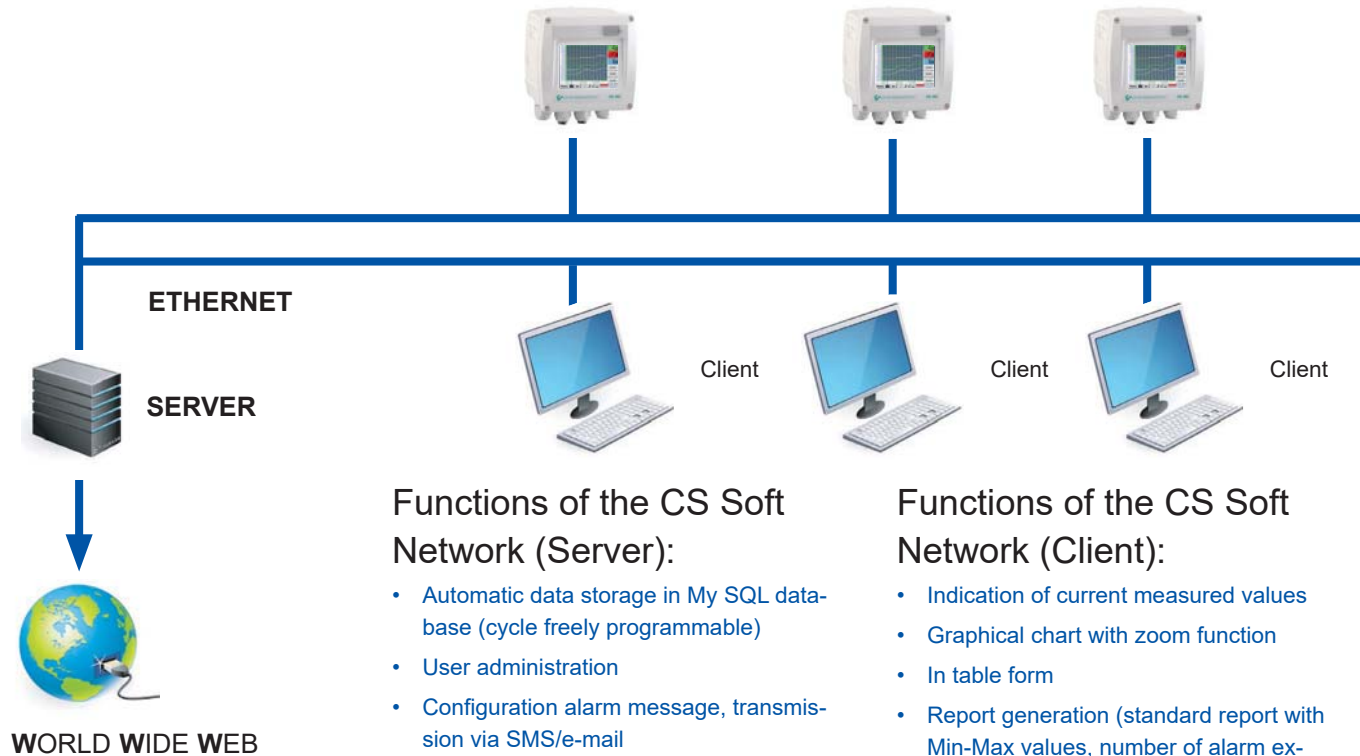 ETHERNET
SERVER
Client
Client
Client
WORLD WIDE WEB
Functions of the CS Soft
Network (Server):
• Automatic data storage in My SQL data-
base (cycle freely programmable)
• User administration
• Configuration alarm message, transmis-
sion via SMS/e-mail
Functions of the CS Soft
Network (Client):
• Indication of current measured values
• Graphical chart with zoom function
• In table form
• Report generation (standard report with
Min-Max values, number of alarm ex-